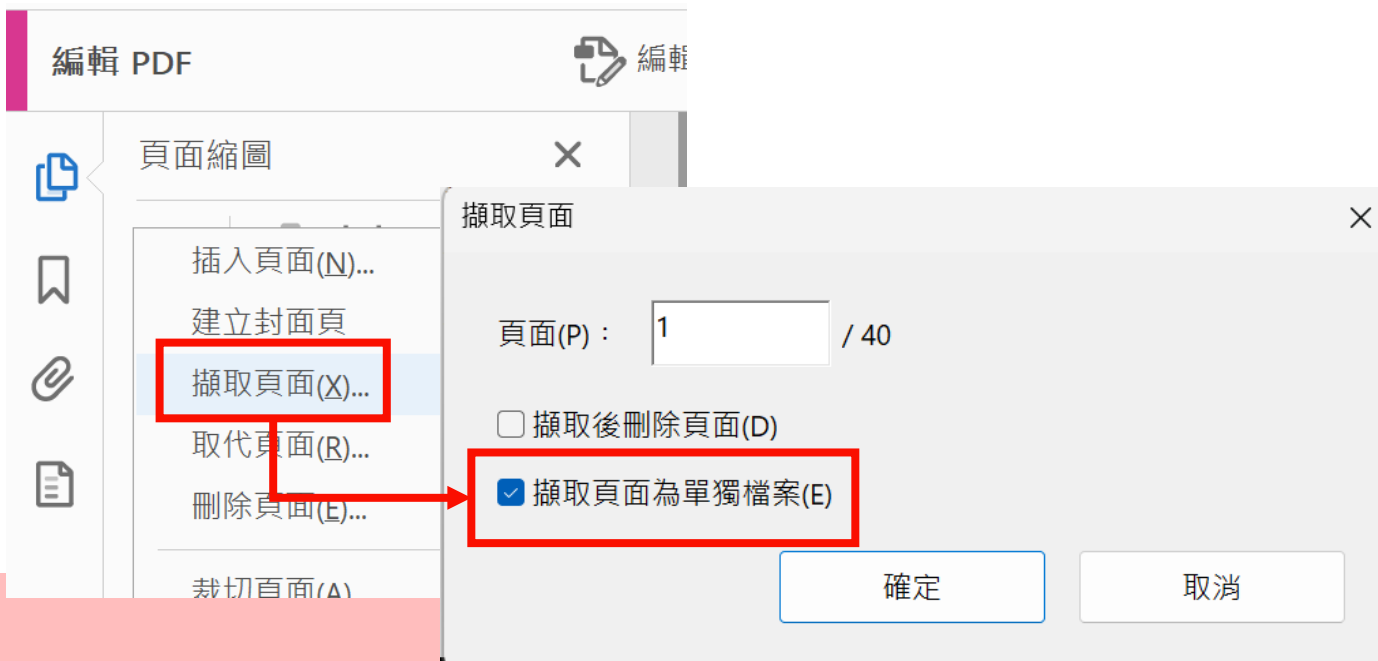 編輯 PDF
編輯
頁面縮圖
插入頁面(N)...
建立封面頁
擷取頁面(X)...
取代頁面(R)...
刪除頁面(E)...
裁切頁面(A)
擷取頁面
頁面(P)： 1 / 40
擷取後刪除頁面(D)
擷取頁面為單獨檔案(E)
確定 取消